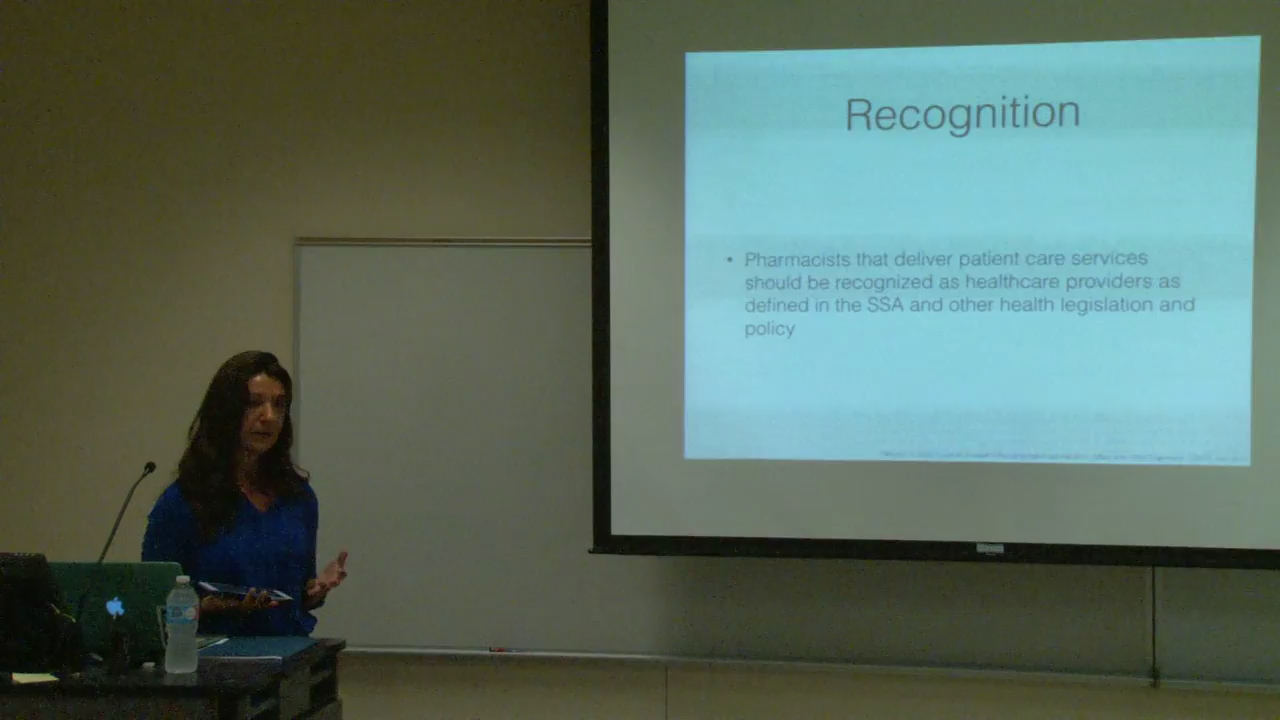 Recognition
• Pharmacists that deliver patient care services
should be recognized as healthcare providers as
defined in the SSA and other health legislation and
policy